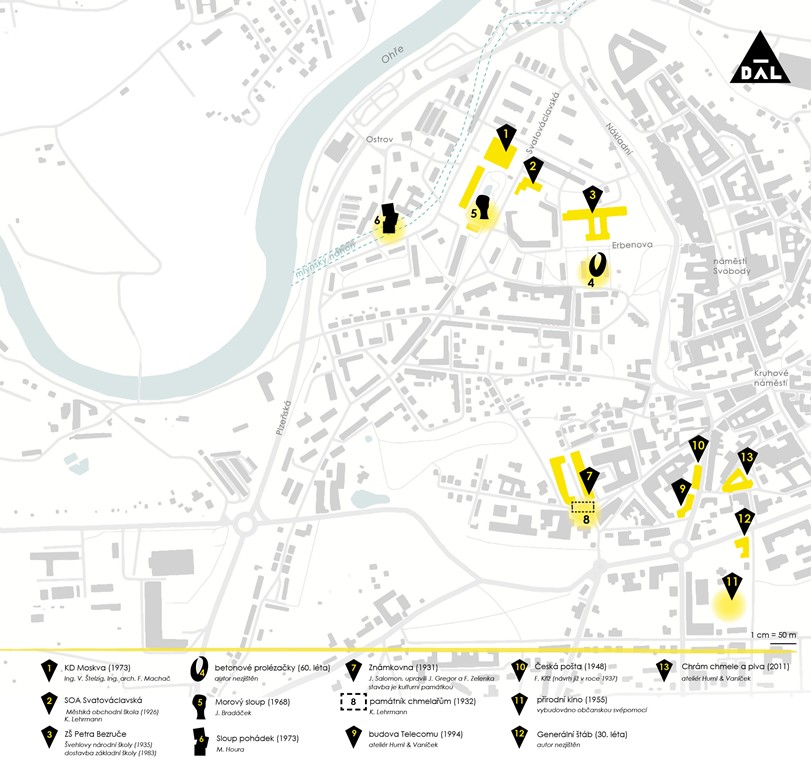 BAL
Ohře
Ostrov
Svatováclavská
Nákladní
mlýnský náhon
Erbenova
náměstí
Svobody
Kruhové
náměstí
Plzeňská
1
2
3
4
5
6
7
8
9
10
13
12
11
1 cm = 50 m
1 KD Moskva (1973)
Ing. V. Štelzig, Ing. arch. F. Machač
2 SOA Svatováclavská
Městská obchodní škola (1926)
K. Lehrmann
3 ZŠ Petra Bezruče
Švehlovy národní školy (1935)
dostavba základní školy (1983)
4 betonové prolézačky (60. léta)
autor nezjištěn
5 Morový sloup (1968)
J. Bradáček
6 Sloup pohádek (1973)
M. Houra
7 Známkovna (1931)
J. Salomon, upravili J. Gregor a F. Zelenka
stavba je kulturní památkou
8 památník chmelařům (1932)
K. Lehrmann
9 budova Telecomu (1994)
ateliér Huml & Vaníček
10 Česká pošta (1948)
F. Kříž (návrh již v roce 1937)
11 přírodní kino (1955)
vybudováno občanskou svépomocí
12 Generální štáb (30. léta)
autor nezjištěn
13 Chrám chmele a piva (2011)
ateliér Huml & Vaníček